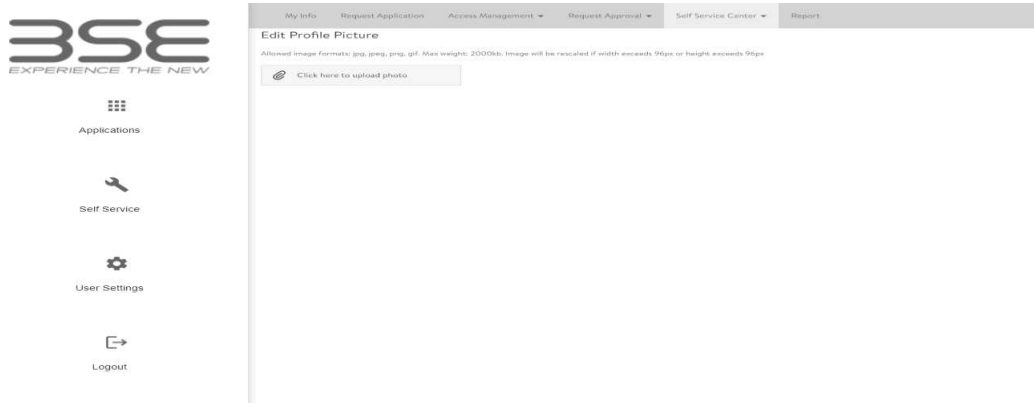 BSE
EXPERIENCE THE NEW
Applications
Self Service
User Settings
Logout
My Info Request Application Access Management Request Approval Self Service Center Report
Edit Profile Picture
Allowed image formats: jpg, jpeg, png, gif. Max weight: 2000kb. Image will be rescaled if width exceeds 96px or height exceeds 96px
Click here to upload photo